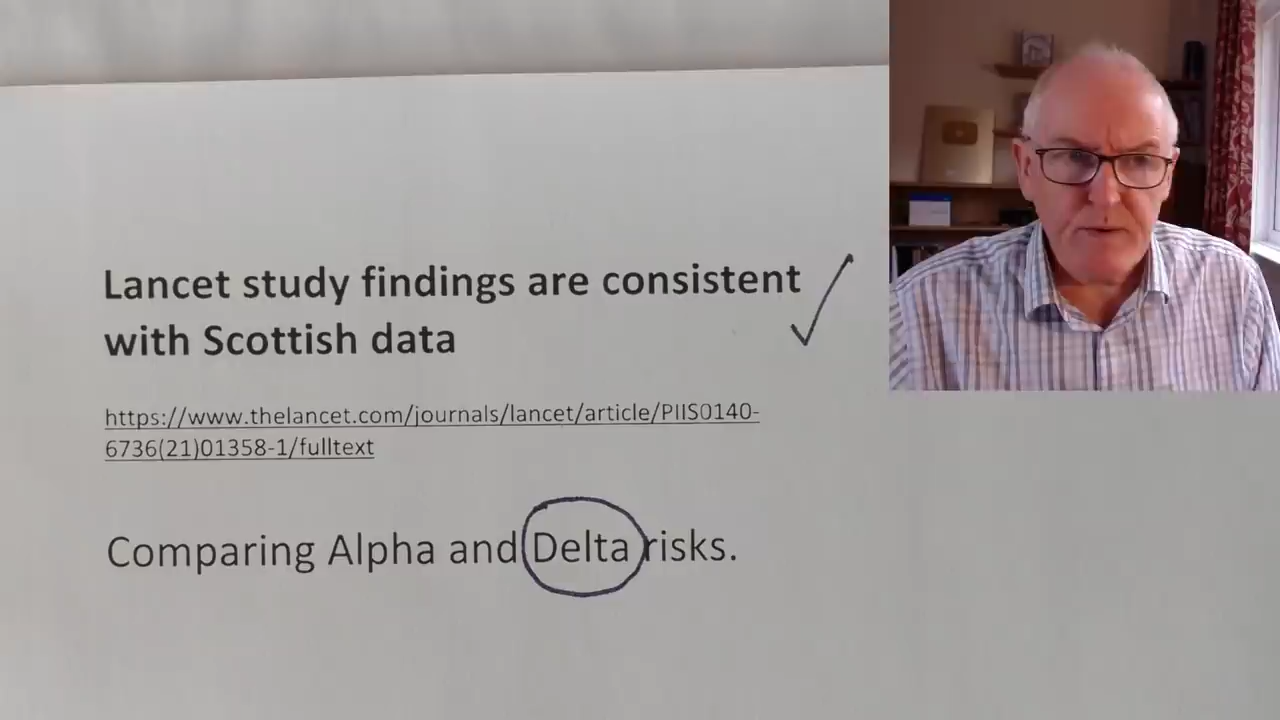 Lancet study findings are consistent
with Scottish data
https://www.thelancet.com/journals/lancet/article/PIIS0140-
6736(21)01358-1/fulltext
Comparing Alpha and Delta risks.